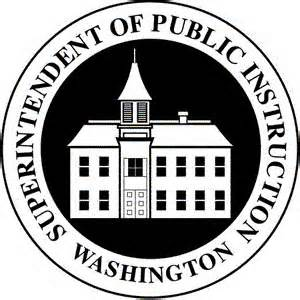 SUPERINTENDENT OF PUBLIC INSTRUCTION
WASHINGTON